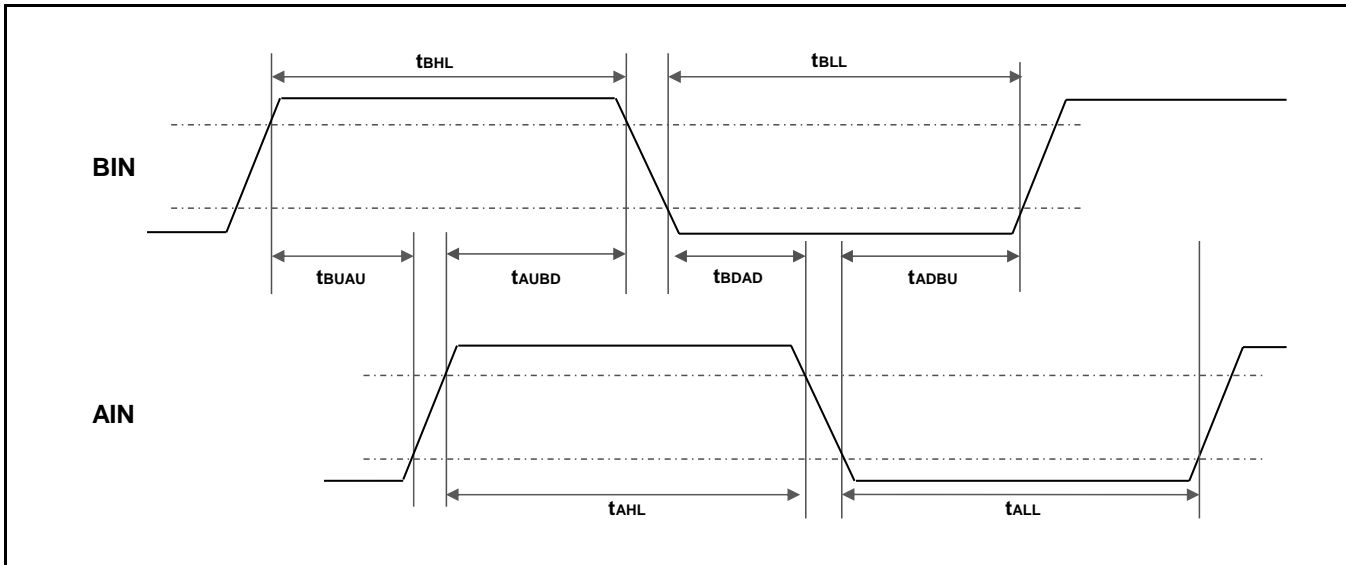 tBHL tBLL
BIN
tBUAU tAUBD tBDAD tADBU
AIN
tAHL tALL